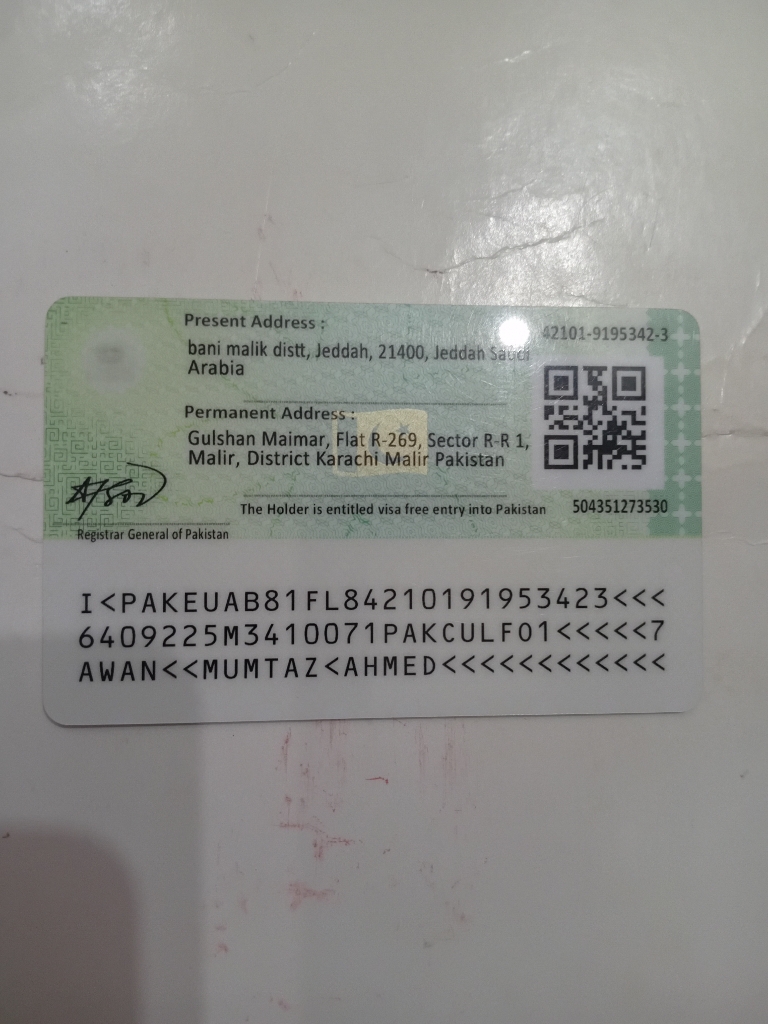 Present Address :
bani malik distt, Jeddah, 21400, Jeddah Saudi
Arabia
42101-9195342-3
Permanent Address :
Gulshan Maimar, Flat R-269, Sector R-R 1,
Malir, District Karachi Malir Pakistan
The Holder is entitled visa free entry into Pakistan
504351273530
Registrar General of Pakistan
I<PAKEUAB81FL84210191953423<<<
6409225M3410071PAKCULF01<<<<<7
AWAN<<MUMTAZ<AHMED<<<<<<<<<<<<